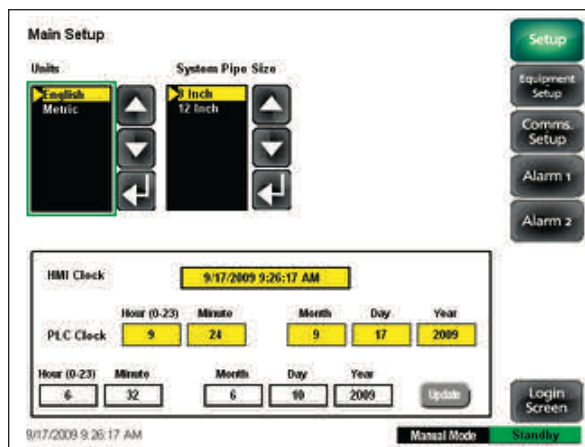 Main Setup
Units
System Pipe Size
English
Metric
8 Inch
12 Inch
Setup
Equipment Setup
Comms. Setup
Alarm 1
Alarm 2
HMI Clock
9/17/2009 9:26:17 AM
Hour (0-23) Minute Month Day Year
PLC Clock 9 24 9 17 2009
Hour (0-23) Minute Month Day Year
6 32 6 10 2009 Update
Login Screen
9/17/2009 9:26:17 AM
Manual Mode
Standby